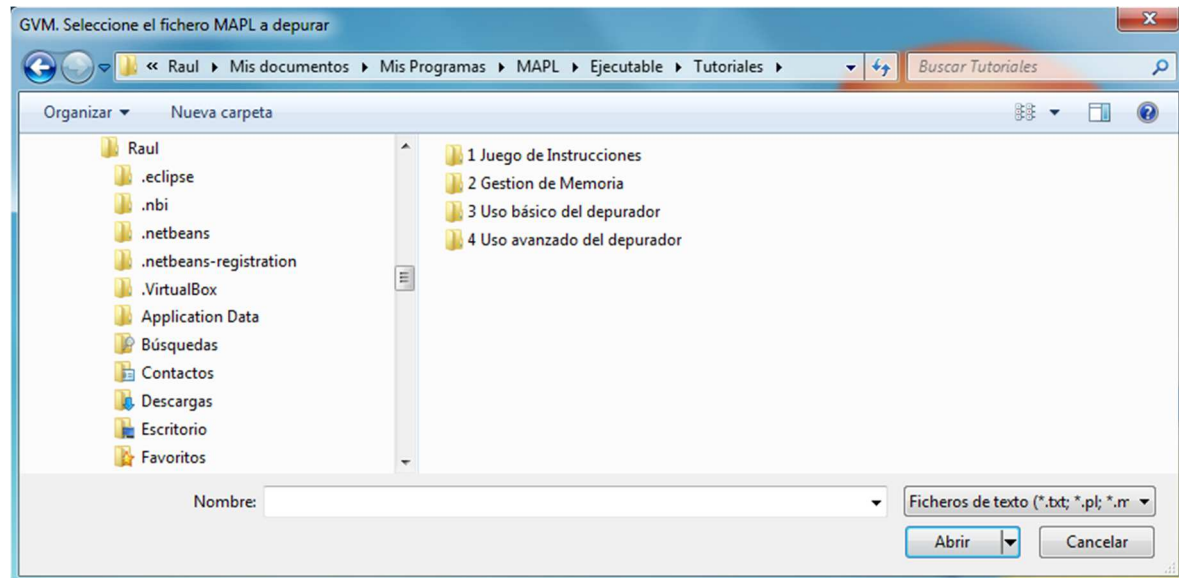 GVM. Seleccione el fichero MAPL a depurar
« Raul ▸ Mis documentos ▸ Mis Programas ▸ MAPL ▸ Ejecutable ▸ Tutoriales ▸
Buscar Tutoriales
Organizar
Nueva carpeta
Raul
.eclipse
.nbi
.netbeans
.netbeans-registration
.VirtualBox
Application Data
Búsquedas
Contactos
Descargas
Escritorio
Favoritos
1 Juego de Instrucciones
2 Gestion de Memoria
3 Uso básico del depurador
4 Uso avanzado del depurador
Nombre:
Ficheros de texto (*.txt; *.pl; *.m
Abrir
Cancelar